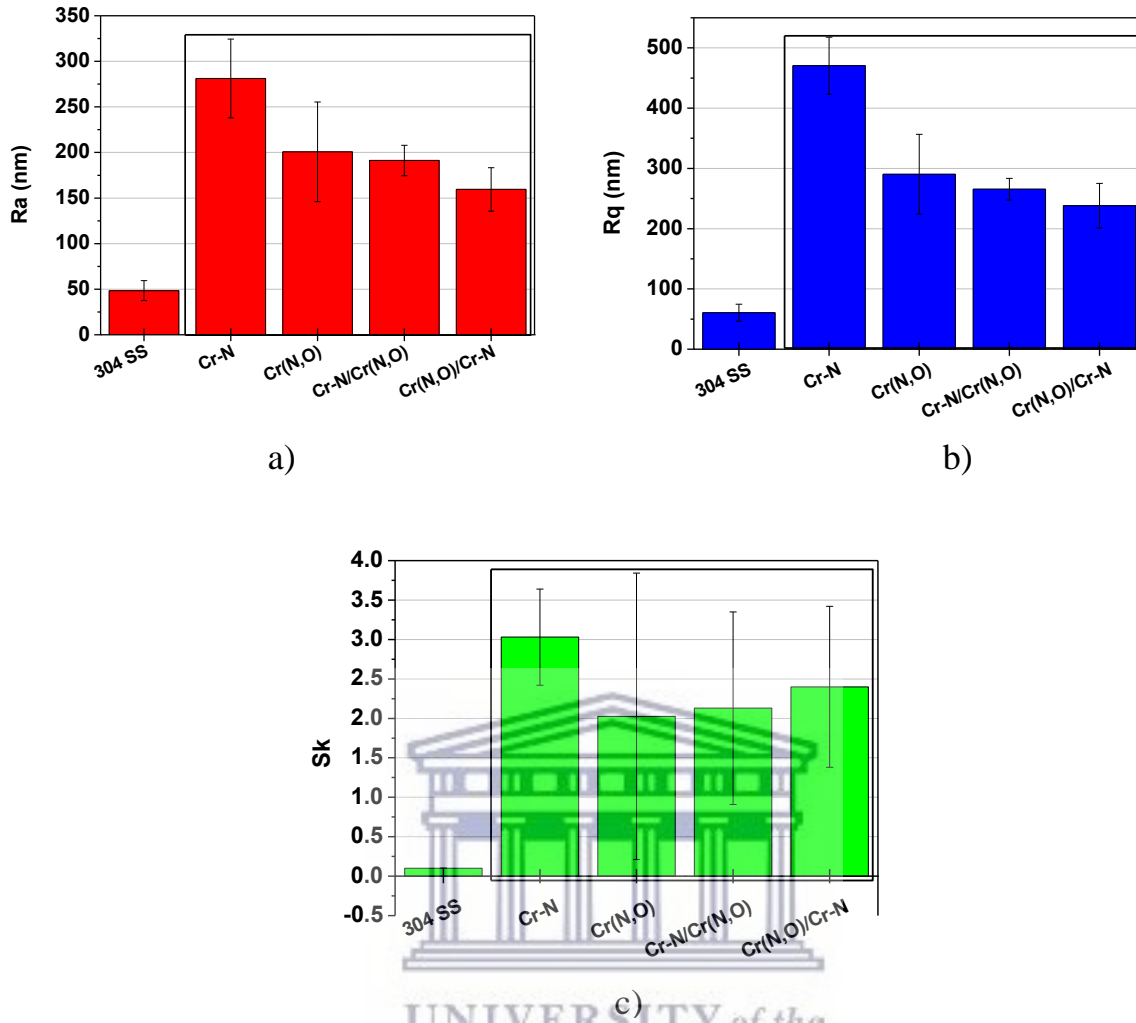 350
300
250
200
150
100
50
0
Ra (nm)
304 SS
Cr-N
Cr(N,O)
Cr-N/Cr(N,O)
Cr(N,O)/Cr-N
a)
500
400
300
200
100
0
Rq (nm)
304 SS
Cr-N
Cr(N,O)
Cr-N/Cr(N,O)
Cr(N,O)/Cr-N
b)
4.0
3.5
3.0
2.5
2.0
1.5
1.0
0.5
0.0
-0.5
Sk
304 SS
Cr-N
Cr(N,O)
Cr-N/Cr(N,O)
Cr(N,O)/Cr-N
c)
UNIVERSITY of the